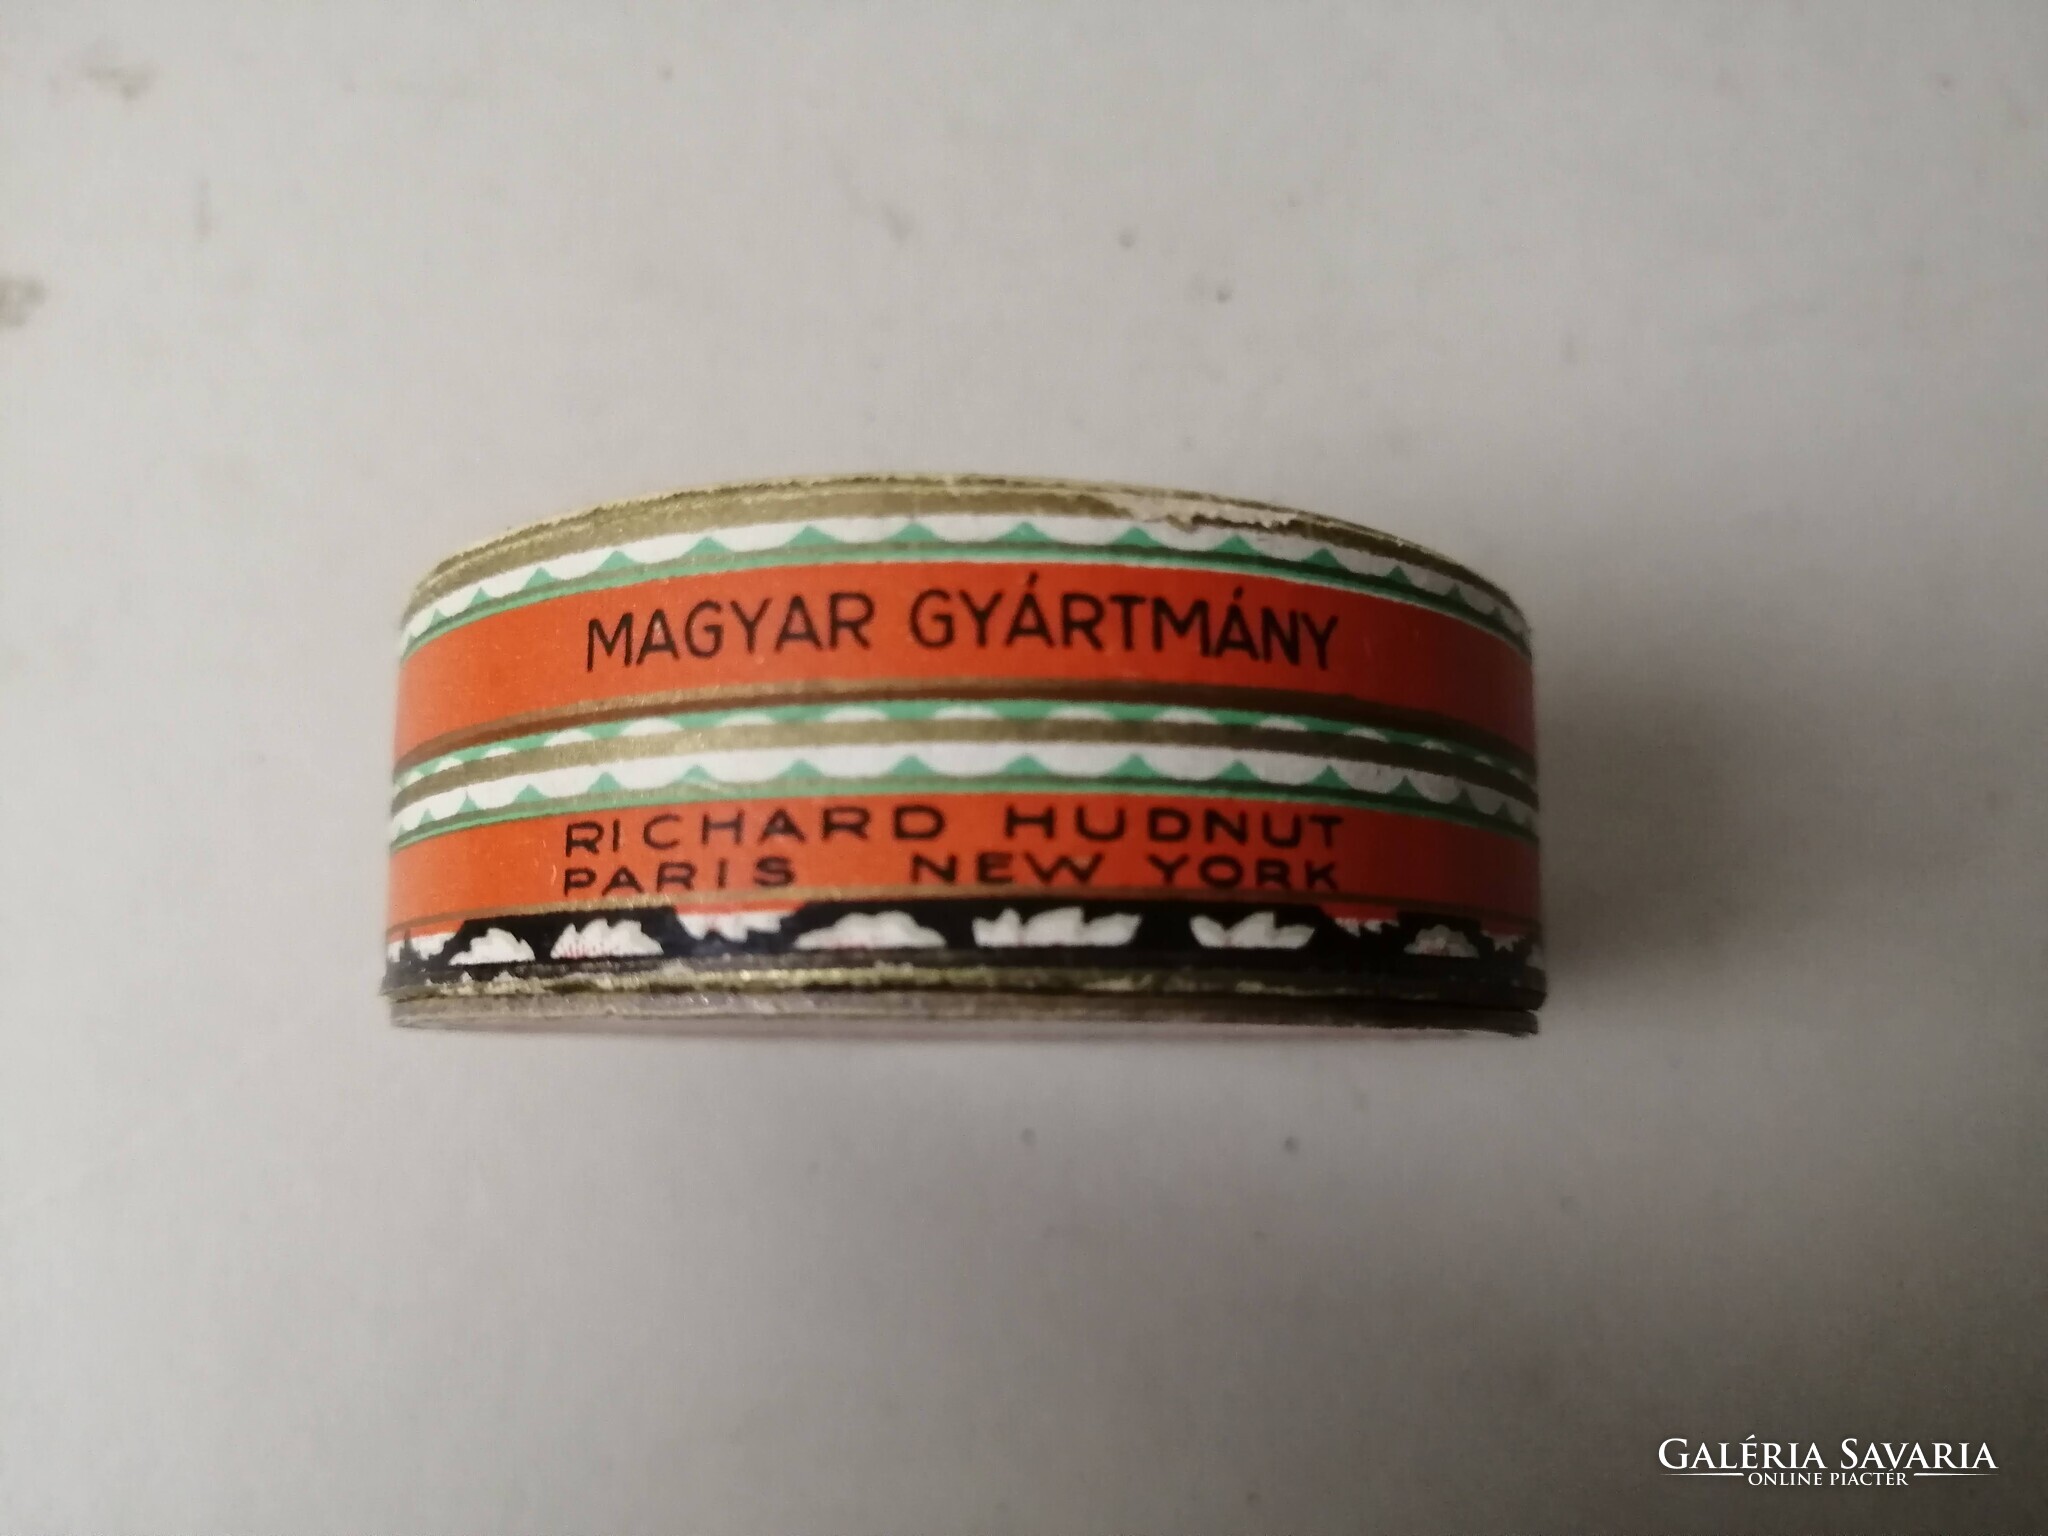 MAGYAR GYÁRTMÁNY
RICHARD HUDNUT
PARIS NEW YORK
GALÉRIA SAVARIA
ONLINE PIACTÉR